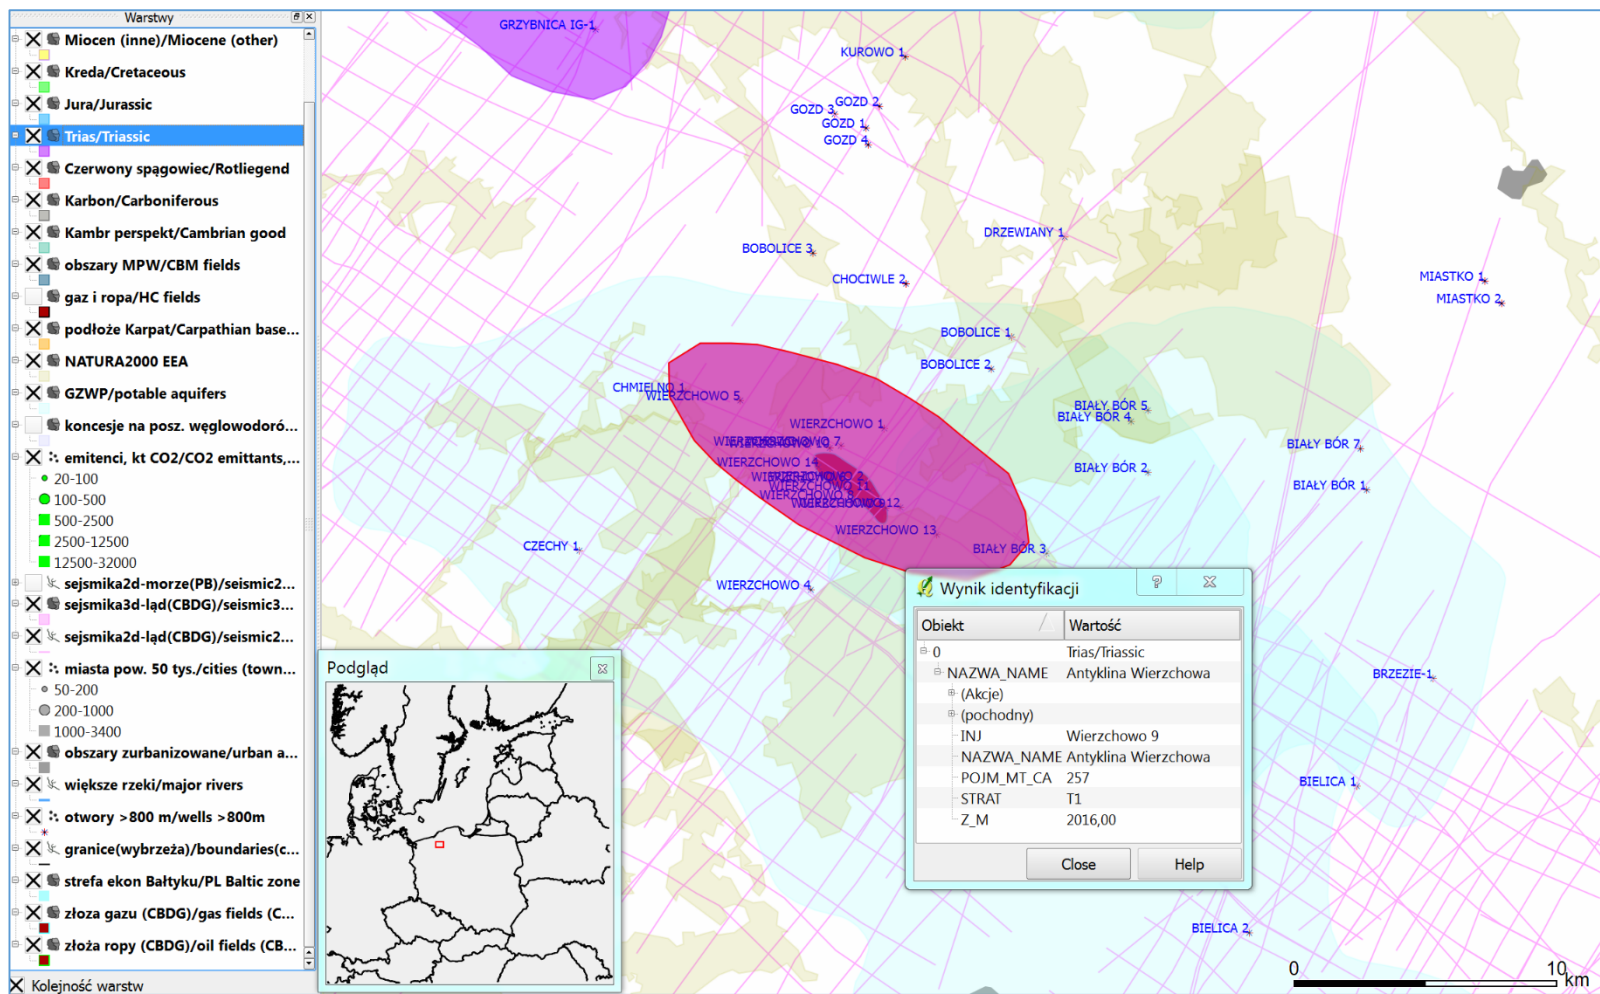 Warstwy
Miocen (inne)/Miocene (other)
Kreda/Cretaceous
Jura/Jurassic
Trias/Triassic
Czerwony spągowiec/Rotliegend
Karbon/Carboniferous
Kambr perspekt/Cambrian good
obszary MPW/CBM fields
gaz i ropa/HC fields
podłoże Karpat/Carpathian base...
NATURA2000 EEA
GZWP/potable aquifers
koncesje na posz. węglowodoró...
emitenci, kt CO2/CO2 emittants,...
20-100
100-500
500-2500
2500-12500
12500-32000
sejsmika2d-morze(PB)/seismic2...
sejsmika3d-ląd(CBDG)/seismic3...
sejsmika2d-ląd(CBDG)/seismic2...
miasta pow. 50 tys./cities (town...
50-200
200-1000
1000-3400
obszary zurbanizowane/urban a...
większe rzeki/major rivers
otwory >800 m/wells >800m
granice(wybrzeża)/boundaries(c...
strefa ekon Bałtyku/PL Baltic zone
złoza gazu (CBDG)/gas fields (C...
złoża ropy (CBDG)/oil fields (CB...
Kolejność warstw
GRZYBNICA IG-1
KUROWO 1
GOZD 2
GOZD 3
GOZD 1
GOZD 4
DRZEWIANY 1
BOBOLICE 3
CHOCIWLE 2
MIASTKO 1
MIASTKO 2
BOBOLICE 1
BOBOLICE 2
CHMIELNO 1
WIERZCHOWO 5
BIAŁY BÓR 5
BIAŁY BÓR 4
WIERZCHOWO 1
WIERZCHOWO 7
BIAŁY BÓR 7
WIERZCHOWO 14
BIAŁY BÓR 2
WIERZCHOWO 2
WIERZCHOWO 11
BIAŁY BÓR 1
WIERZCHOWO 8
WIERZCHOWO 13
CZECHY 1
BIAŁY BÓR 3
WIERZCHOWO 4
BRZEZIE-1
BIELICA 1
BIELICA 2
Podgląd
Wynik identyfikacji
Obiekt Wartość
0 Trias/Triassic
NAZWA_NAME Antyklina Wierzchowa
(Akcje)
(pochodny)
INJ Wierzchowo 9
NAZWA_NAME Antyklina Wierzchowa
POJM_MT_CA 257
STRAT T1
Z_M 2016,00
Close Help
0 10 km